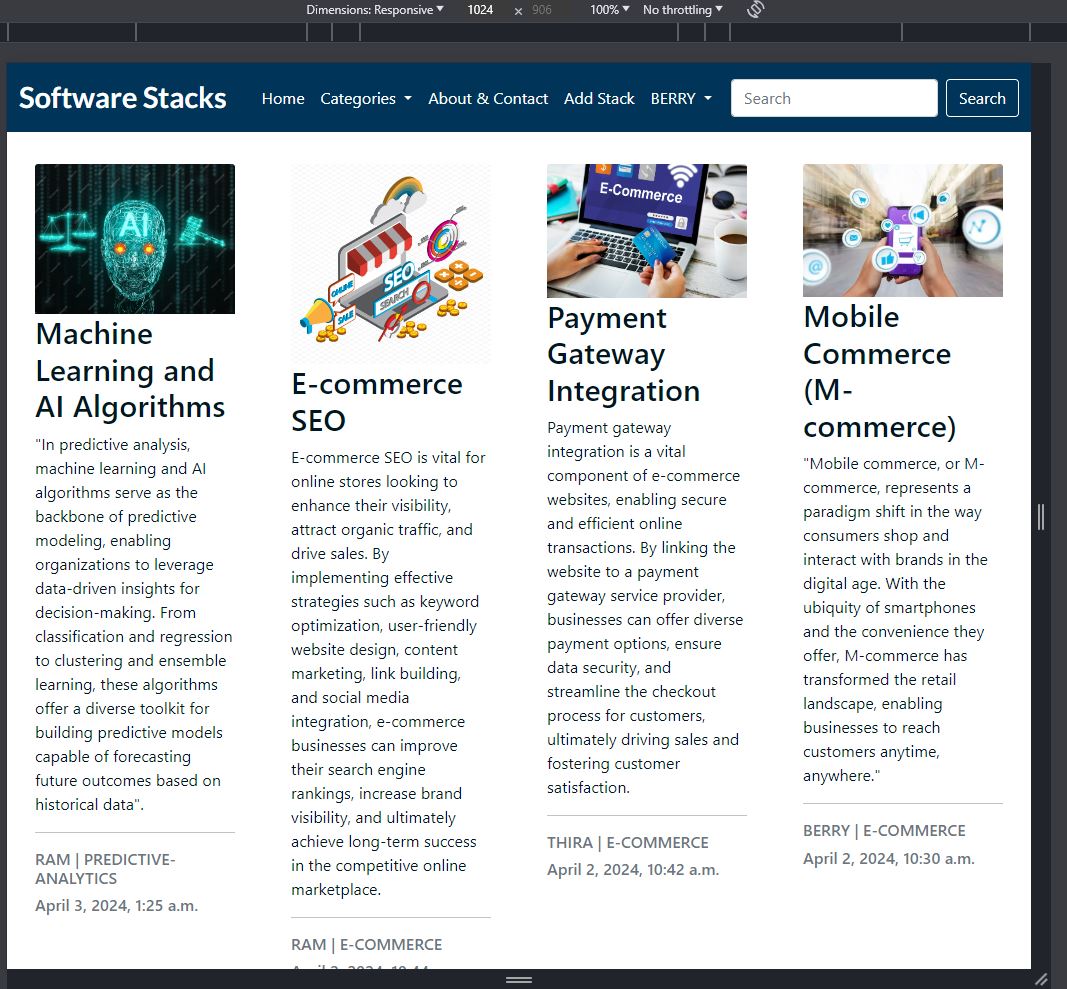 Dimensions: Responsive 1024 × 906 100% No throttling
Software Stacks Home Categories About & Contact Add Stack BERRY Search Search
AI
Machine
Learning and
AI Algorithms
"In predictive analysis,
machine learning and AI
algorithms serve as the
backbone of predictive
modeling, enabling
organizations to leverage
data-driven insights for
decision-making. From
classification and regression
to clustering and ensemble
learning, these algorithms
offer a diverse toolkit for
building predictive models
capable of forecasting
future outcomes based on
historical data".
RAM | PREDICTIVE-
ANALYTICS
April 3, 2024, 1:25 a.m.
SEO
SEARCH
ONLINE
SALE
E-commerce
SEO
E-commerce SEO is vital for
online stores looking to
enhance their visibility,
attract organic traffic, and
drive sales. By
implementing effective
strategies such as keyword
optimization, user-friendly
website design, content
marketing, link building,
and social media
integration, e-commerce
businesses can improve
their search engine
rankings, increase brand
visibility, and ultimately
achieve long-term success
in the competitive online
marketplace.
RAM | E-COMMERCE
E-Commerce
Payment
Gateway
Integration
Payment gateway
integration is a vital
component of e-commerce
websites, enabling secure
and efficient online
transactions. By linking the
website to a payment
gateway service provider,
businesses can offer diverse
payment options, ensure
data security, and
streamline the checkout
process for customers,
ultimately driving sales and
fostering customer
satisfaction.
THIRA | E-COMMERCE
April 2, 2024, 10:42 a.m.
@
Mobile
Commerce
(M-
commerce)
"Mobile commerce, or M-
commerce, represents a
paradigm shift in the way
consumers shop and
interact with brands in the
digital age. With the
ubiquity of smartphones
and the convenience they
offer, M-commerce has
transformed the retail
landscape, enabling
businesses to reach
customers anytime,
anywhere."
BERRY | E-COMMERCE
April 2, 2024, 10:30 a.m.